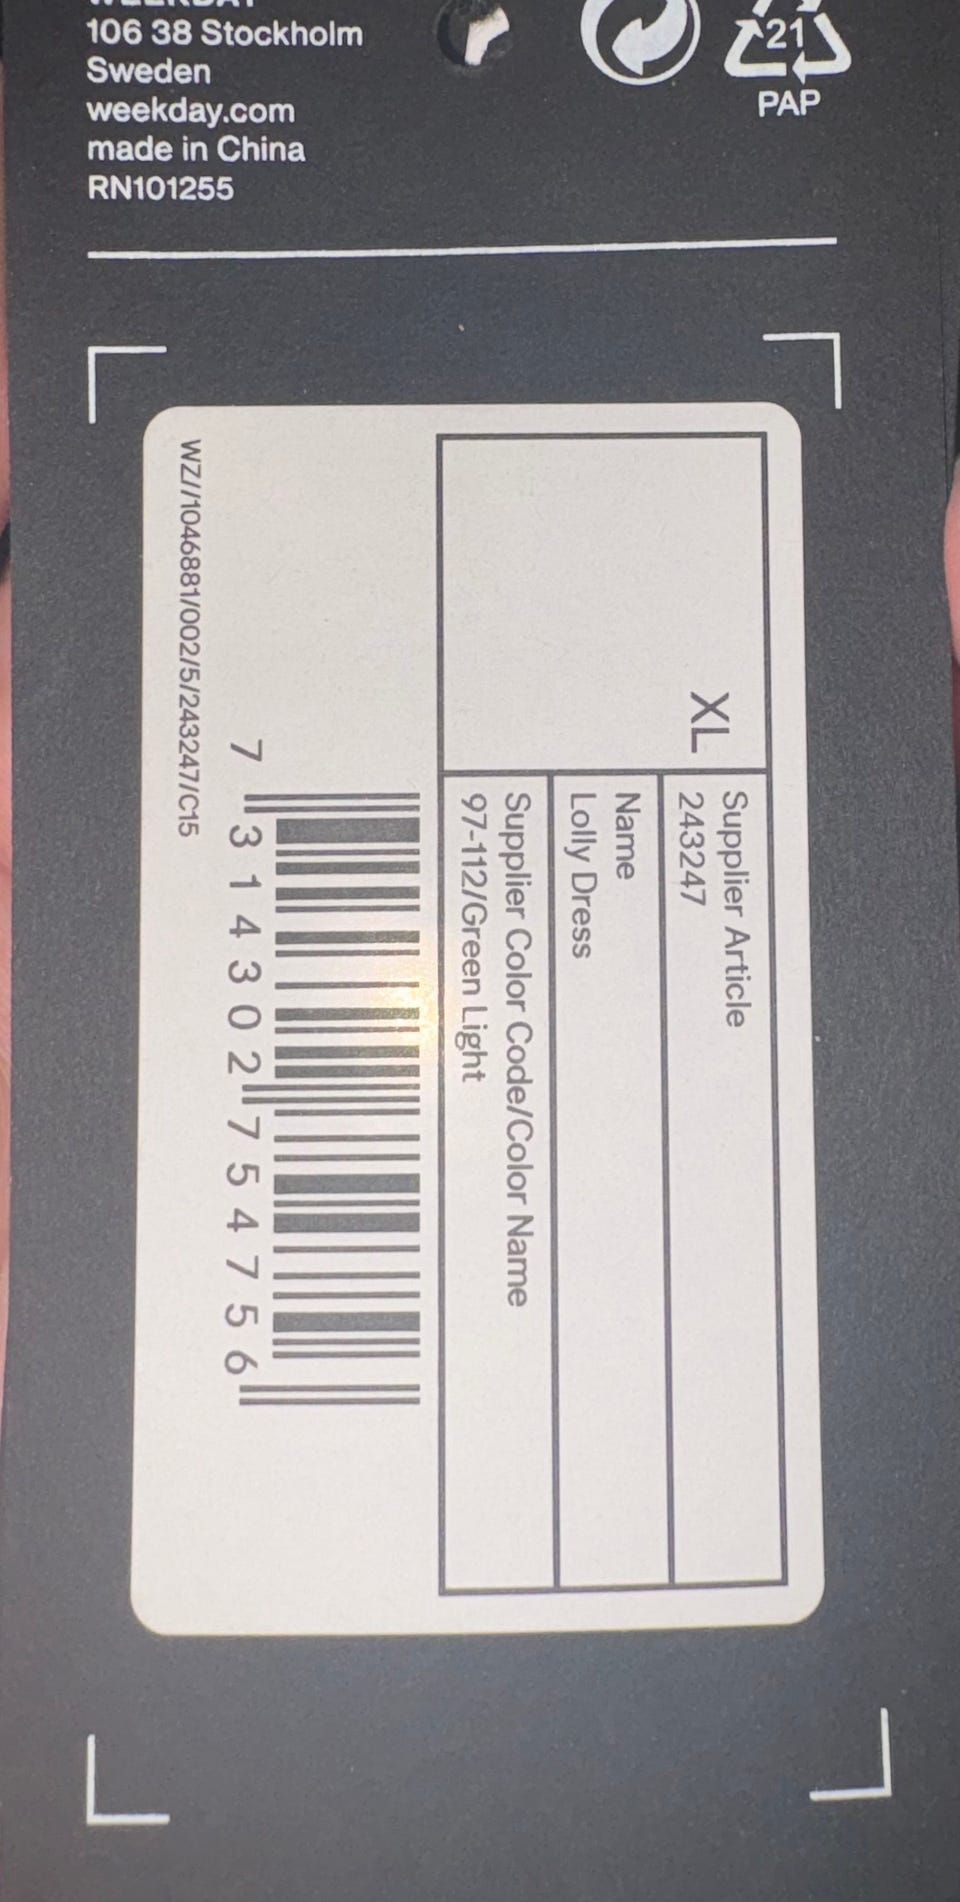 WEEKDAY
106 38 Stockholm
Sweden
weekday.com
made in China
RN101255
21
PAP
XL
Supplier Article
243247
Name
Lolly Dress
Supplier Color Code/Color Name
97-112/Green Light
7 314302 754756
WZ//1046881/002/5/243247/C15